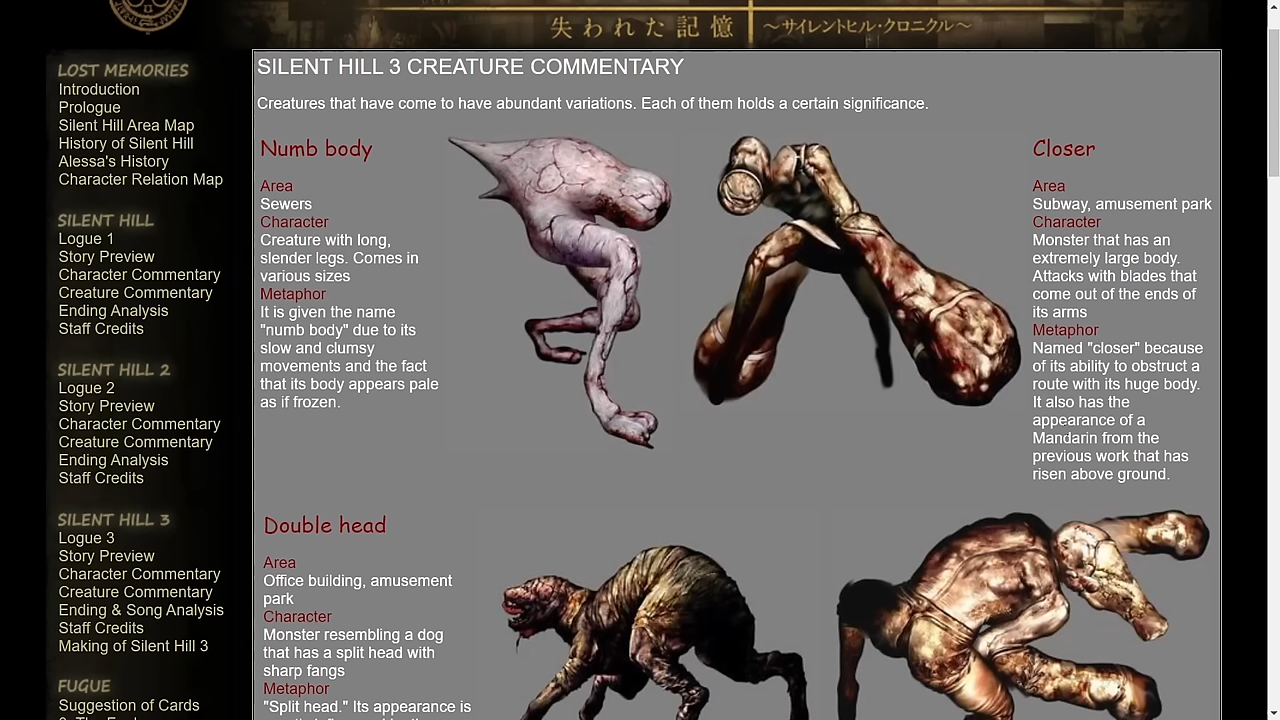 失われた記憶 ～サイレントヒル・クロニクル～
LOST MEMORIES
Introduction
Prologue
Silent Hill Area Map
History of Silent Hill
Alessa's History
Character Relation Map
SILENT HILL
Logue 1
Story Preview
Character Commentary
Creature Commentary
Ending Analysis
Staff Credits
SILENT HILL 2
Logue 2
Story Preview
Character Commentary
Creature Commentary
Ending Analysis
Staff Credits
SILENT HILL 3
Logue 3
Story Preview
Character Commentary
Creature Commentary
Ending & Song Analysis
Staff Credits
Making of Silent Hill 3
FUGUE
Suggestion of Cards
SILENT HILL 3 CREATURE COMMENTARY
Creatures that have come to have abundant variations. Each of them holds a certain significance.
Numb body
Area
Sewers
Character
Creature with long,
slender legs. Comes in
various sizes
Metaphor
It is given the name
"numb body" due to its
slow and clumsy
movements and the fact
that its body appears pale
as if frozen.
Closer
Area
Subway, amusement park
Character
Monster that has an
extremely large body.
Attacks with blades that
come out of the ends of
its arms
Metaphor
Named "closer" because
of its ability to obstruct a
route with its huge body.
It also has the
appearance of a
Mandarin from the
previous work that has
risen above ground.
Double head
Area
Office building, amusement
park
Character
Monster resembling a dog
that has a split head with
sharp fangs
Metaphor
"Split head." Its appearance is